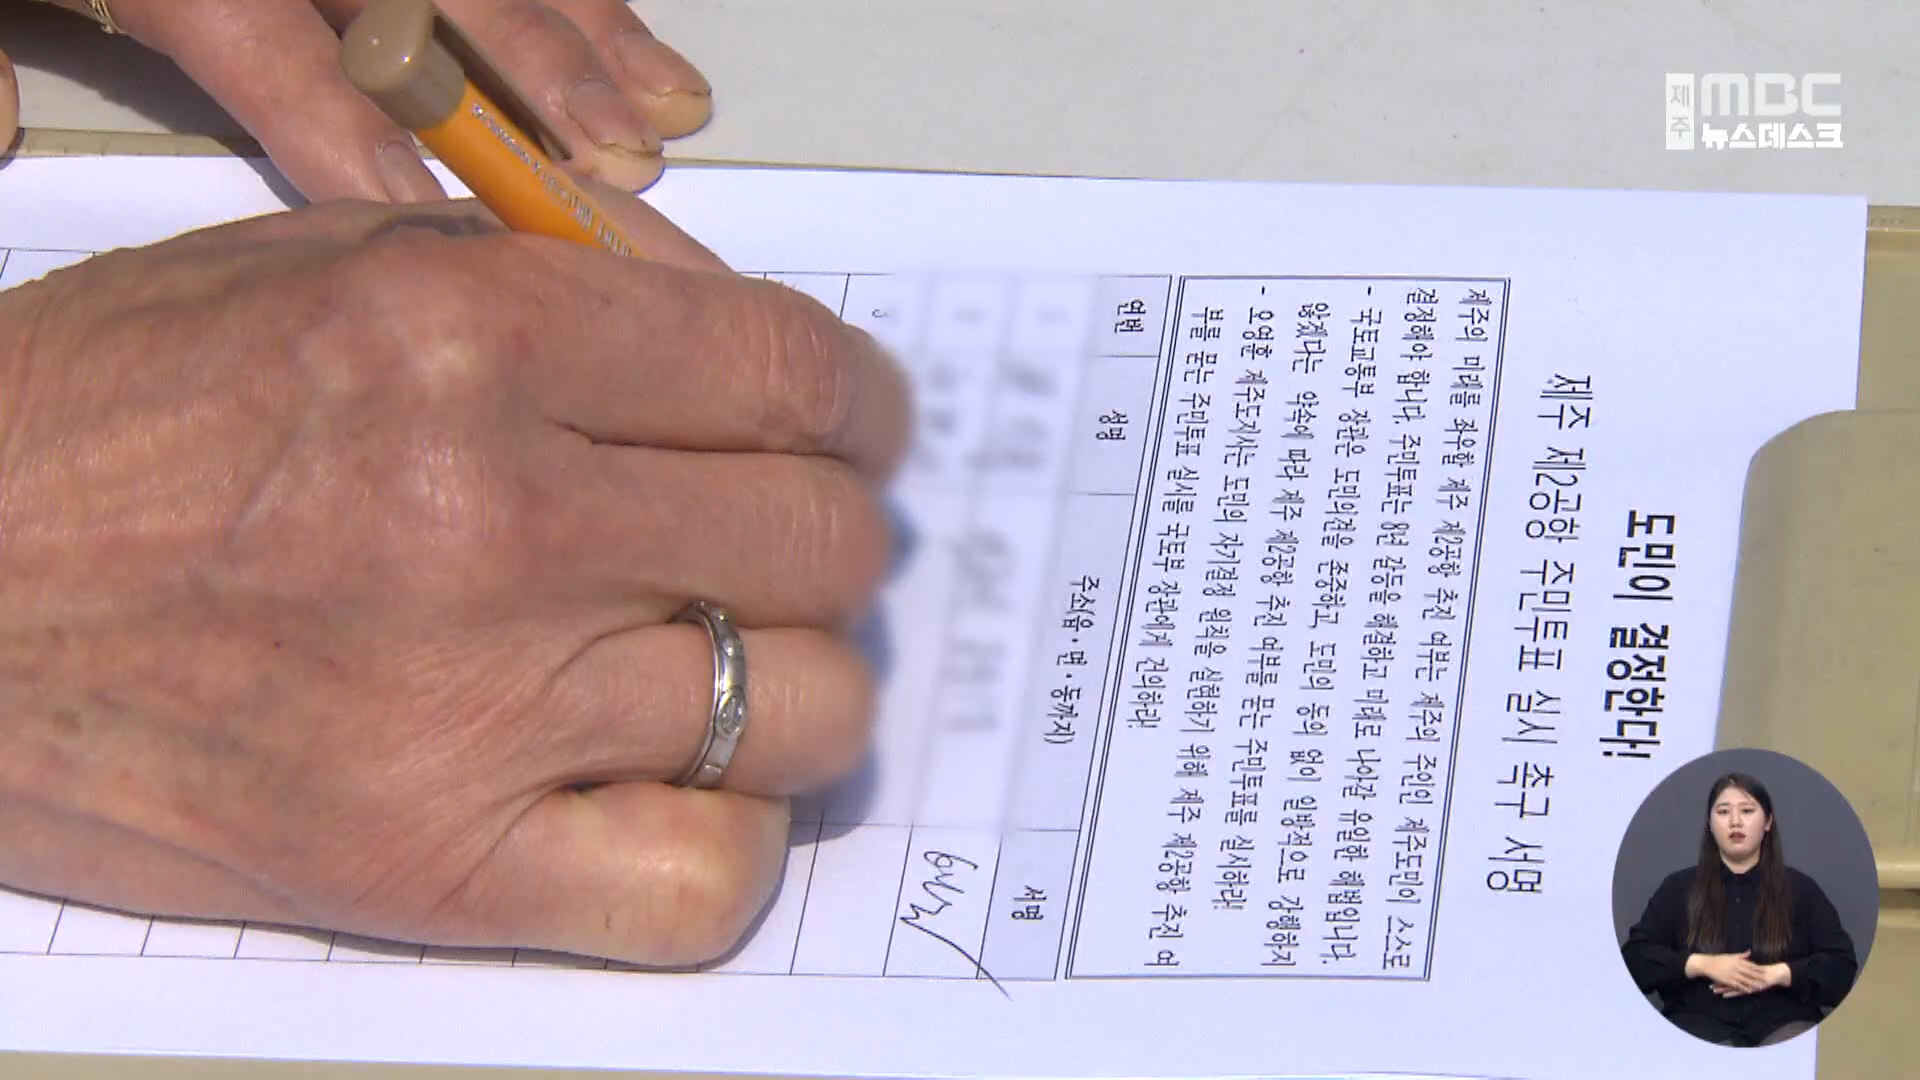 제주 MBC
뉴스데스크
도민이 결정한다!
제주 제2공항 주민투표 실시 촉구 서명
제주의 미래를 좌우할 제주 제2공항 추진 여부는 제주의 주인인 제주도민이 스스로
결정해야 합니다. 주민투표는 8년 갈등을 해결하고 미래로 나아갈 유일한 해법입니다.
- 국토교통부 장관은 도민의견을 존중하고, 도민의 동의 없이 일방적으로 강행하지
않겠다는 약속에 따라 제주 제2공항 추진 여부를 묻는 주민투표를 실시하라!
- 오영훈 제주도지사는 도민의 자기결정 원칙을 실현하기 위해 제주 제2공항 추진 여
부를 묻는 주민투표 실시를 국토부 장관에게 건의하라!
연번 성명 주소(읍·면·동까지) 서명